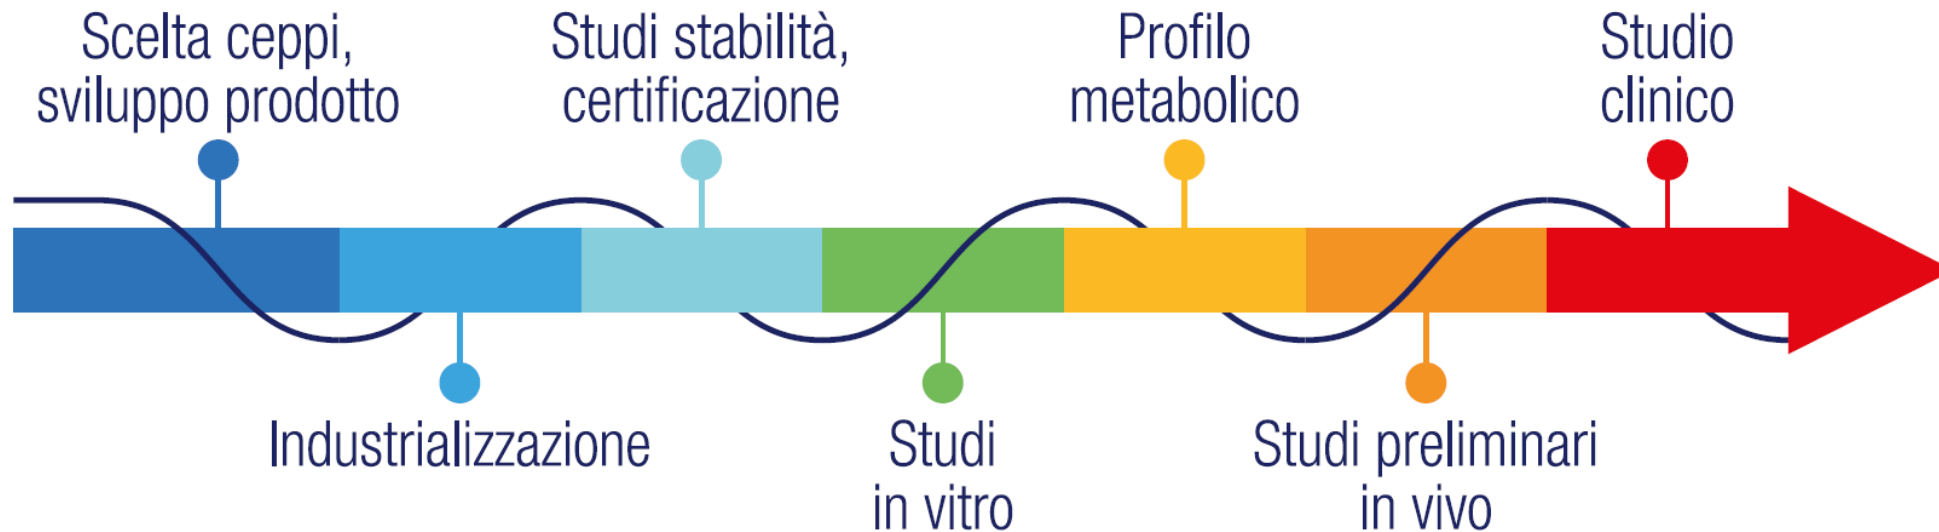 Scelta ceppi,
sviluppo prodotto
Industrializzazione
Studi stabilità,
certificazione
Studi
in vitro
Profilo
metabolico
Studi preliminari
in vivo
Studio
clinico